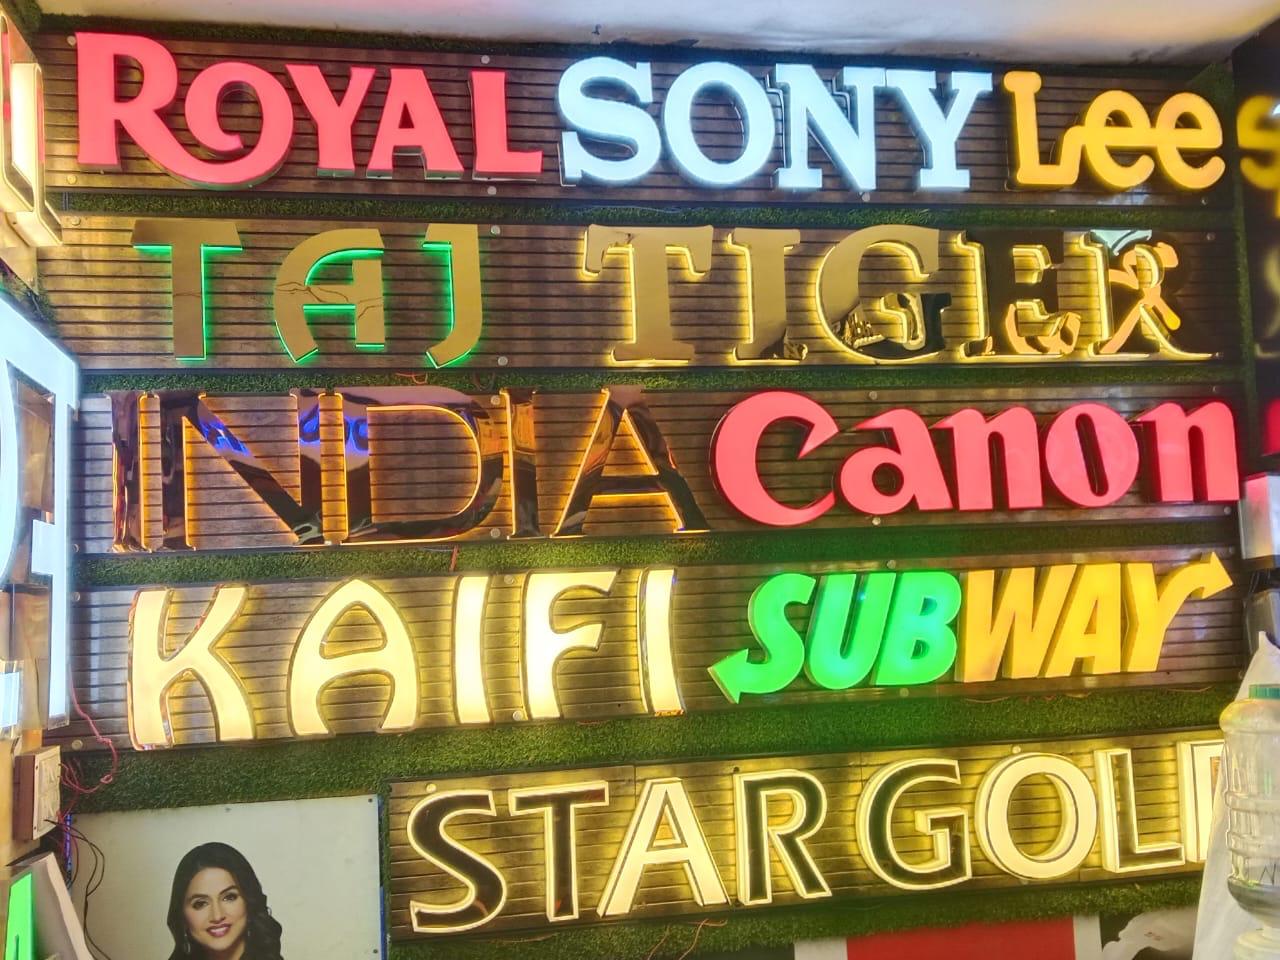 ROYAL SONY Lee
TAJ TIGER
INDIA Canon
KAIFI SUBWAY
STAR GOLD